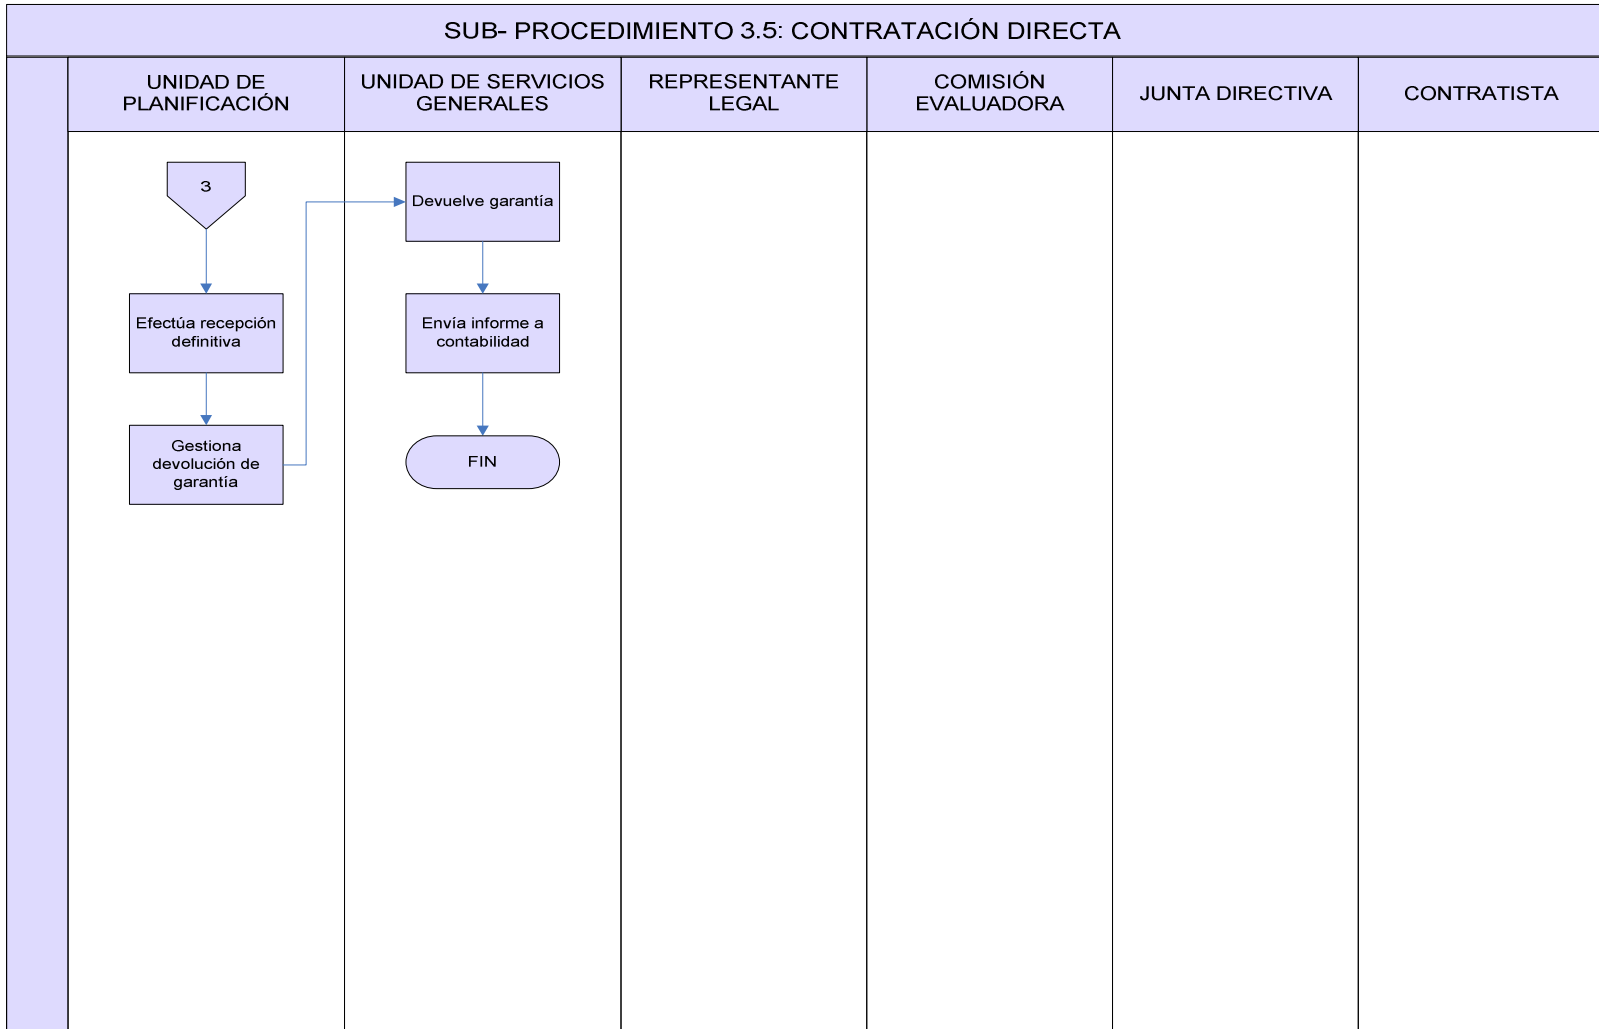 SUB- PROCEDIMIENTO 3.5: CONTRATACIÓN DIRECTA
UNIDAD DE
PLANIFICACIÓN
UNIDAD DE SERVICIOS
GENERALES
REPRESENTANTE
LEGAL
COMISIÓN
EVALUADORA
JUNTA DIRECTIVA
CONTRATISTA
3
Efectúa recepción
definitiva
Gestiona
devolución de
garantía
Devuelve garantía
Envía informe a
contabilidad
FIN